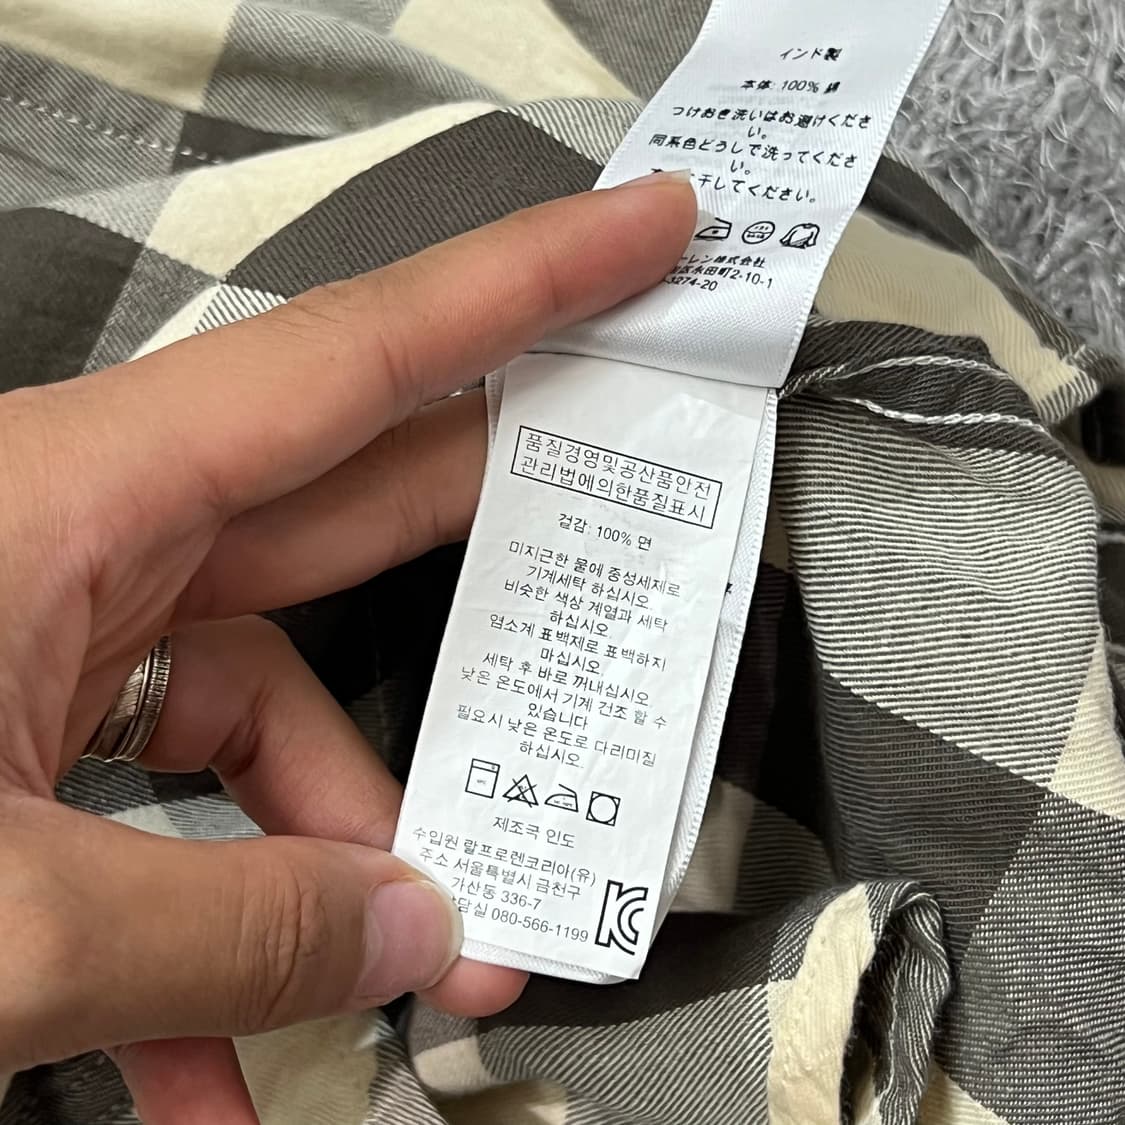 インド製
本体: 100% 綿
つけおき洗いはお避けくださ
い。
同系色どうしで洗ってくださ
い。
干してください。
ーレン株式会社
区永田町2-10-1
3274-20
품질경영및공산품안전
관리법에의한품질표시
겉감: 100% 면
미지근한 물에 중성세제로
기계세탁 하십시오.
비슷한 색상 계열과 세탁
하십시오.
염소계 표백제로 표백하지
마십시오.
세탁 후 바로 꺼내십시오
낮은 온도에서 기계 건조 할 수
있습니다
필요시 낮은 온도로 다리미질
하십시오.
제조국 인도
수입원 랄프로렌코리아(유)
주소 서울특별시 금천구
가산동 336-7
담실 080-566-1199
KC